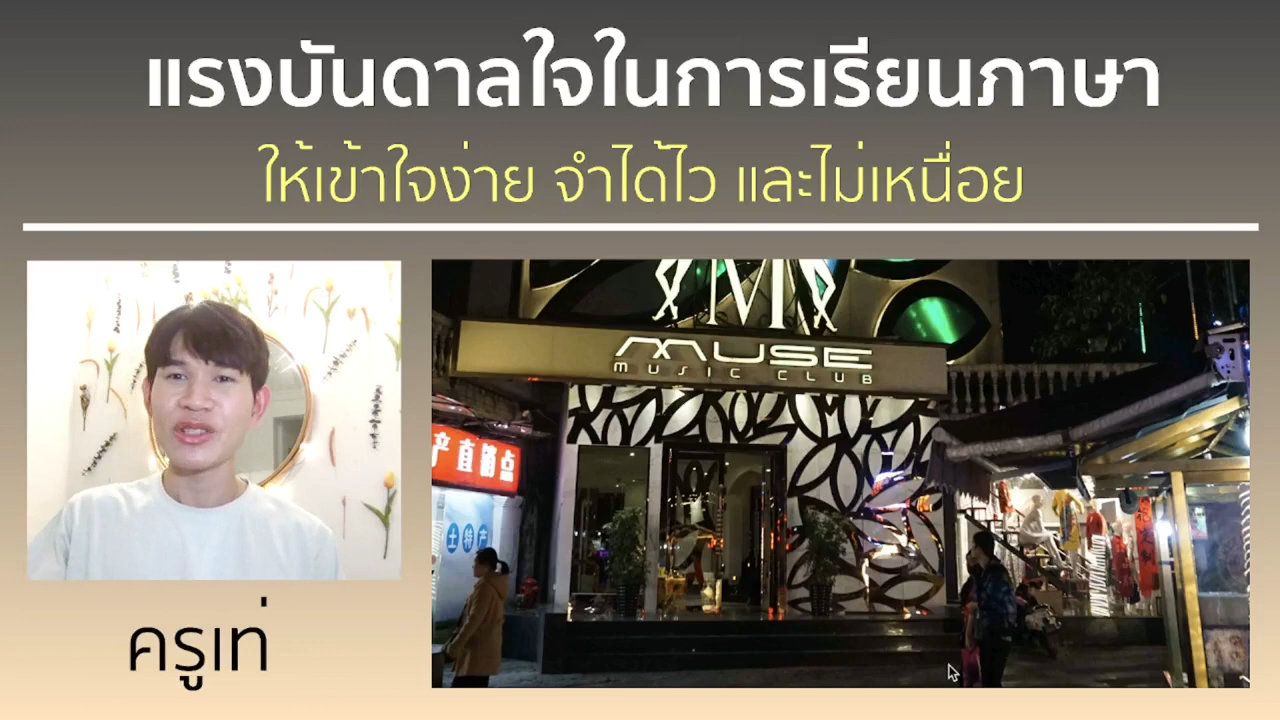 แรงบันดาลใจในการเรียนภาษา
ให้เข้าใจง่าย จำได้ไว และไม่เหนื่อย
M
MUSE
MUSIC CLUB
产直销点
土特产
ครูเท่